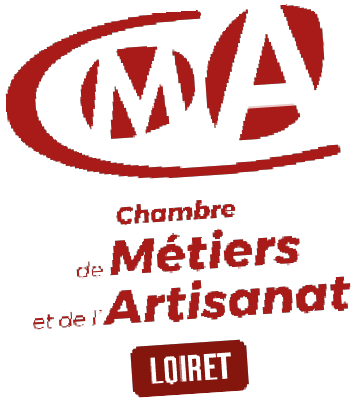 CMA
Chambre
de Métiers
et de l'Artisanat
LOIRET